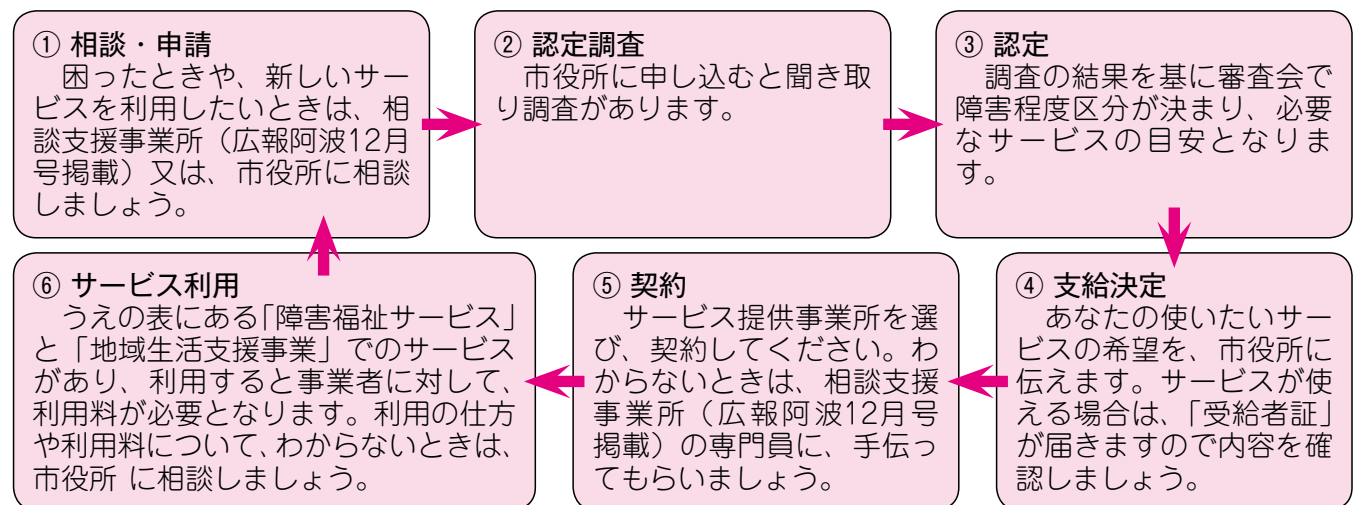 ① 相談・申請
　困ったときや、新しいサー
ビスを利用したいときは、相
談支援事業所（広報阿波12月
号掲載）又は、市役所に相談
しましょう。
② 認定調査
　市役所に申し込むと聞き取
り調査があります。
③ 認定
　調査の結果を基に審査会で
障害程度区分が決まり、必要
なサービスの目安となりま
す。
④ 支給決定
　あなたの使いたいサー
ビスの希望を、市役所に
伝えます。サービスが使
える場合は、「受給者証」
が届きますので内容を確
認しましょう。
⑤ 契約
　サービス提供事業所を選
び、契約してください。わ
からないときは、相談支援
事業所（広報阿波12月号
掲載）の専門員に、手伝っ
てもらいましょう。
⑥ サービス利用
　うえの表にある「障害福祉サービス」
と「地域生活支援事業」でのサービス
があり、利用すると事業者に対して、
利用料が必要となります。利用の仕方
や利用料について、わからないときは、
市役所 に相談しましょう。